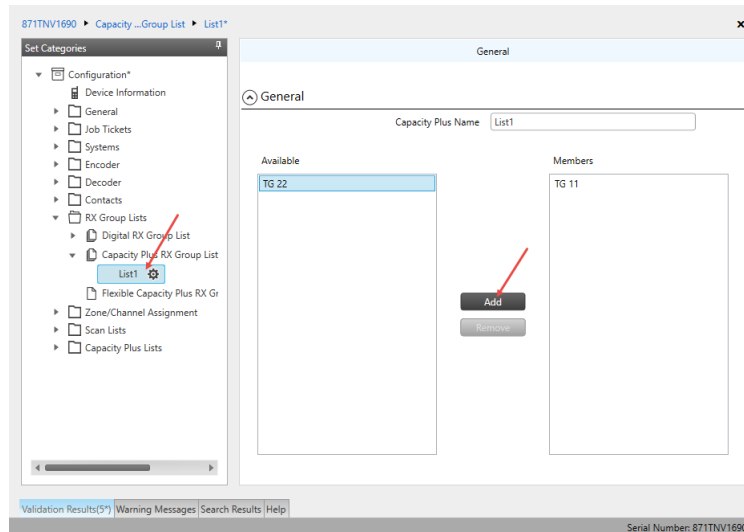 871TNV1690 ▸ Capacity ...Group List ▸ List1*
x
Set Categories
General
Configuration*
Device Information
General
Job Tickets
Systems
Encoder
Decoder
Contacts
RX Group Lists
Digital RX Group List
Capacity Plus RX Group List
List1
Flexible Capacity Plus RX Gr
Zone/Channel Assignment
Scan Lists
Capacity Plus Lists
General
Capacity Plus Name List1
Available Members
TG 22 TG 11
Add
Remove
Validation Results(5*) Warning Messages Search Results Help
Serial Number: 871TNV1690